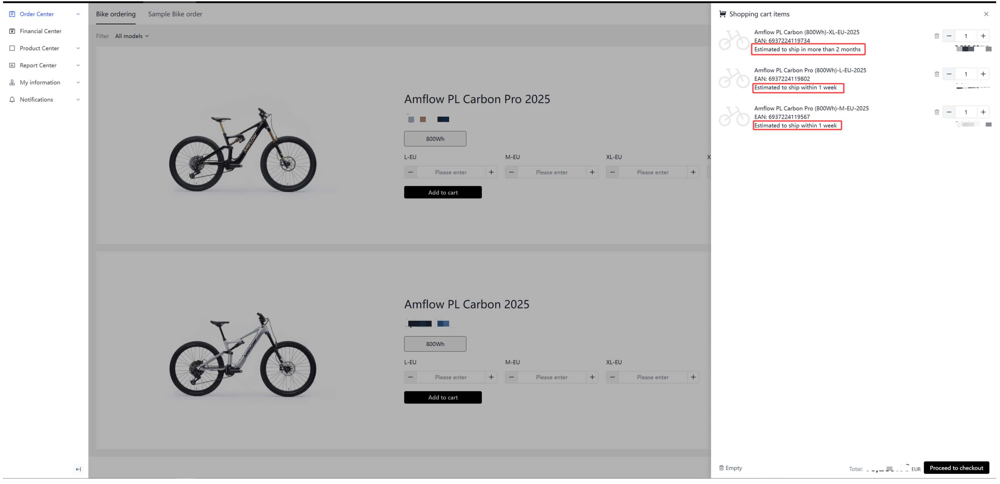 Order Center
Financial Center
Product Center
Report Center
My information
Notifications
Bike ordering
Sample Bike order
Filter All models
Amflow PL Carbon Pro 2025
800Wh
L-EU
M-EU
XL-EU
X
Please enter
Please enter
Please enter
Add to cart
AMFLOW
Amflow PL Carbon 2025
800Wh
L-EU
M-EU
XL-EU
Please enter
Please enter
Please enter
Add to cart
AMFLOW
Shopping cart items
Amflow PL Carbon (800Wh)-XL-EU-2025
EAN: 6937224119734
Estimated to ship in more than 2 months
1
Amflow PL Carbon Pro (800Wh)-L-EU-2025
EAN: 6937224119802
Estimated to ship within 1 week
1
Amflow PL Carbon Pro (800Wh)-M-EU-2025
EAN: 6937224119567
Estimated to ship within 1 week
1
Empty
Total: EUR
Proceed to checkout